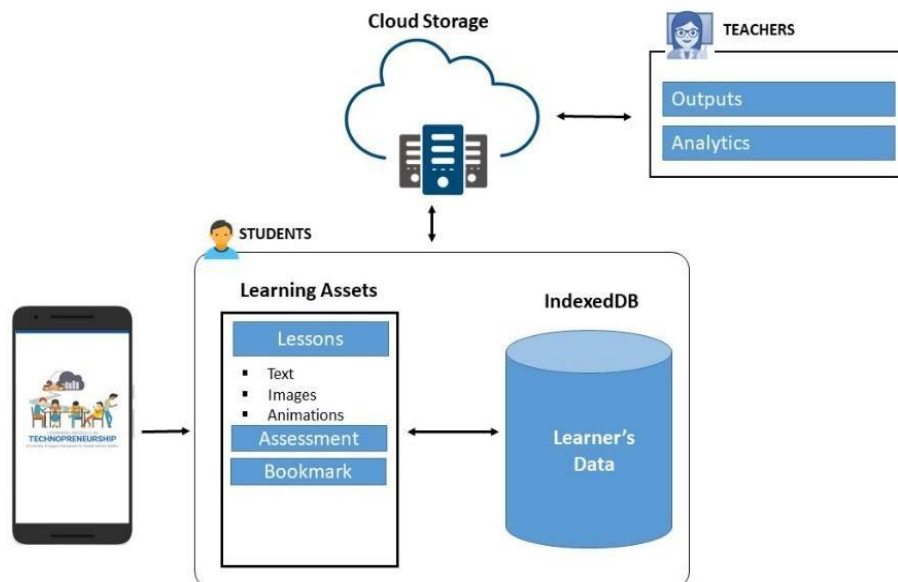 Cloud Storage
TEACHERS
Outputs
Analytics
STUDENTS
Learning Assets
Lessons
Text
Images
Animations
Assessment
Bookmark
IndexedDB
Learner's
Data
TECHNOPRENEURSHIP